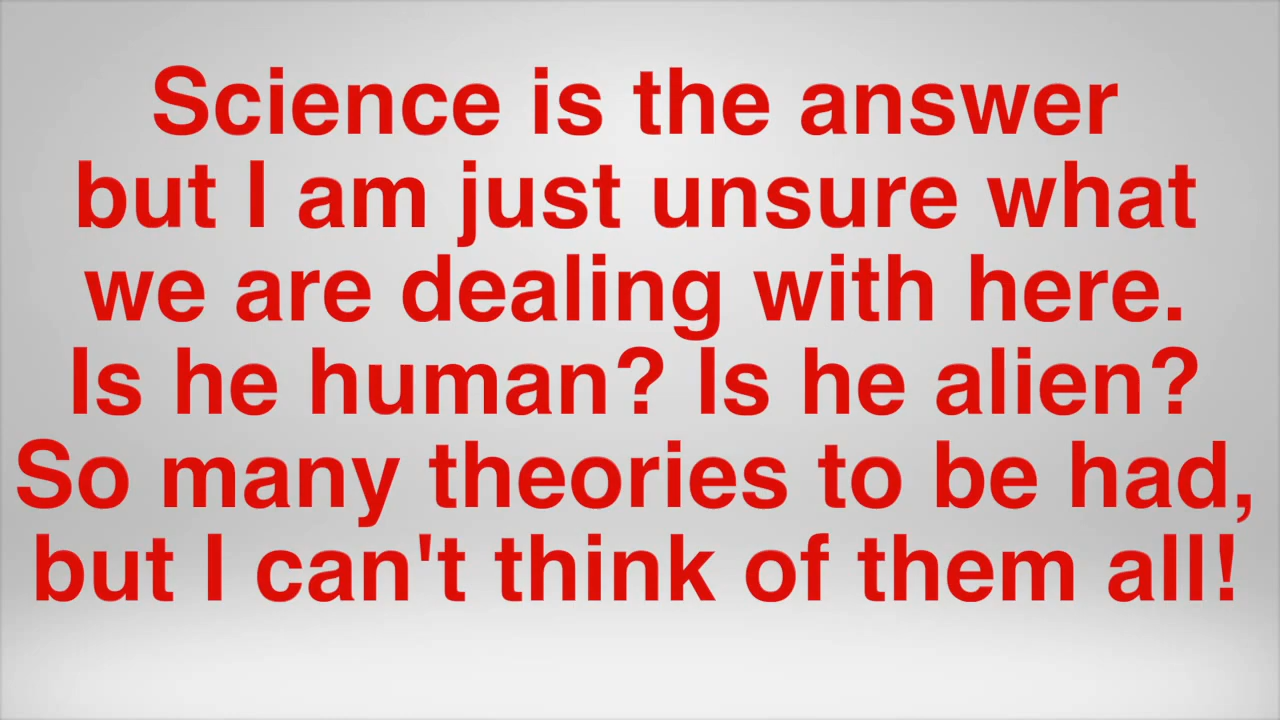 Science is the answer
but I am just unsure what
we are dealing with here.
Is he human? Is he alien?
So many theories to be had,
but I can't think of them all!